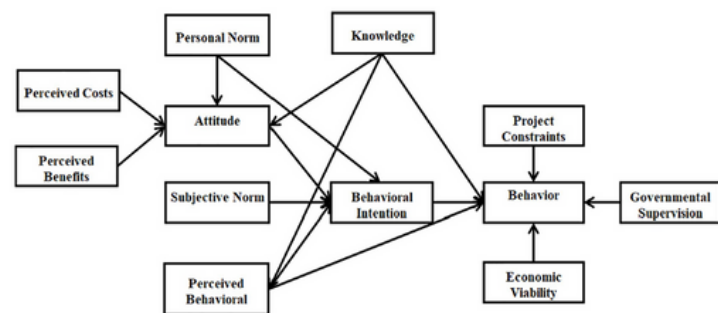 Personal Norm
Knowledge
Perceived Costs
Attitude
Project
Constraints
Perceived
Benefits
Subjective Norm
Behavioral
Intention
Behavior
Governmental
Supervision
Perceived
Behavioral
Economic
Viability